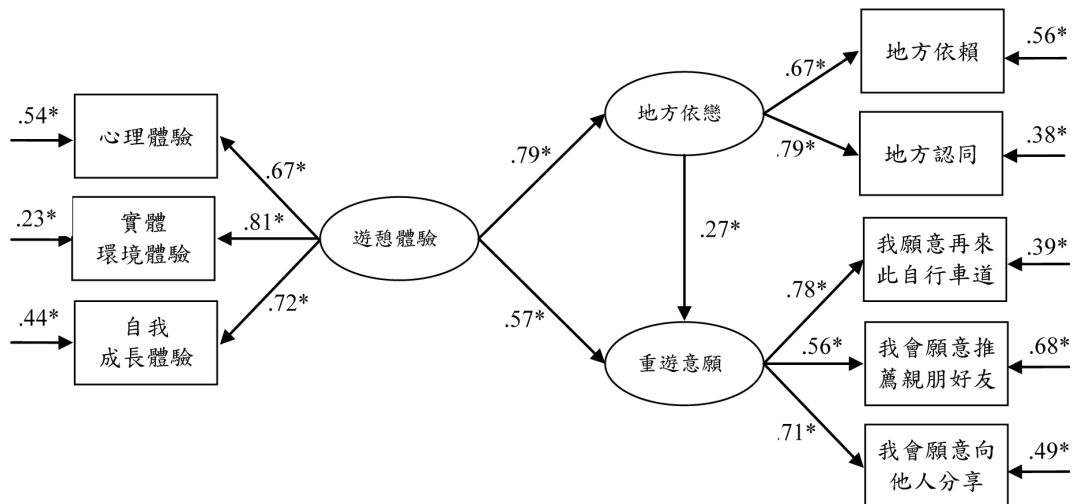 .54*
心理體驗
.67*
.23*
實體
環境體驗
.81*
.44*
自我
成長體驗
.72*
遊憩體驗
.79*
.57*
地方依戀
.27*
重遊意願
.67*
地方依賴
.56*
.79*
地方認同
.38*
.78*
我願意再來
此自行車道
.39*
.56*
我會願意推
薦親朋好友
.68*
.71*
我會願意向
他人分享
.49*